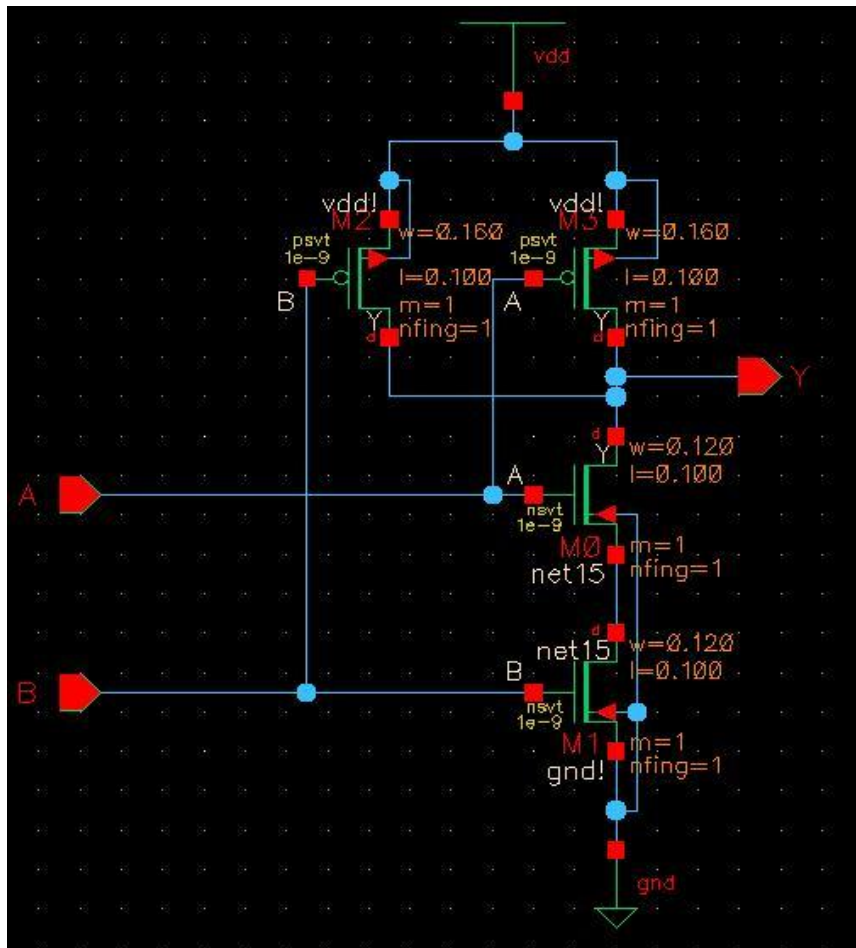 vdd
vdd!
M2
w=0.160
psvt
1e-9
l=0.100
B
m=1
Y
nfing=1
d
vdd!
M3
w=0.160
psvt
1e-9
l=0.100
A
m=1
Y
nfing=1
d
Y
d
w=0.120
Y
l=0.100
A
A
nsvt
1e-9
M0
m=1
net15
nfing=1
d
w=0.120
net15
l=0.100
B
B
nsvt
1e-9
M1
m=1
gnd!
nfing=1
gnd